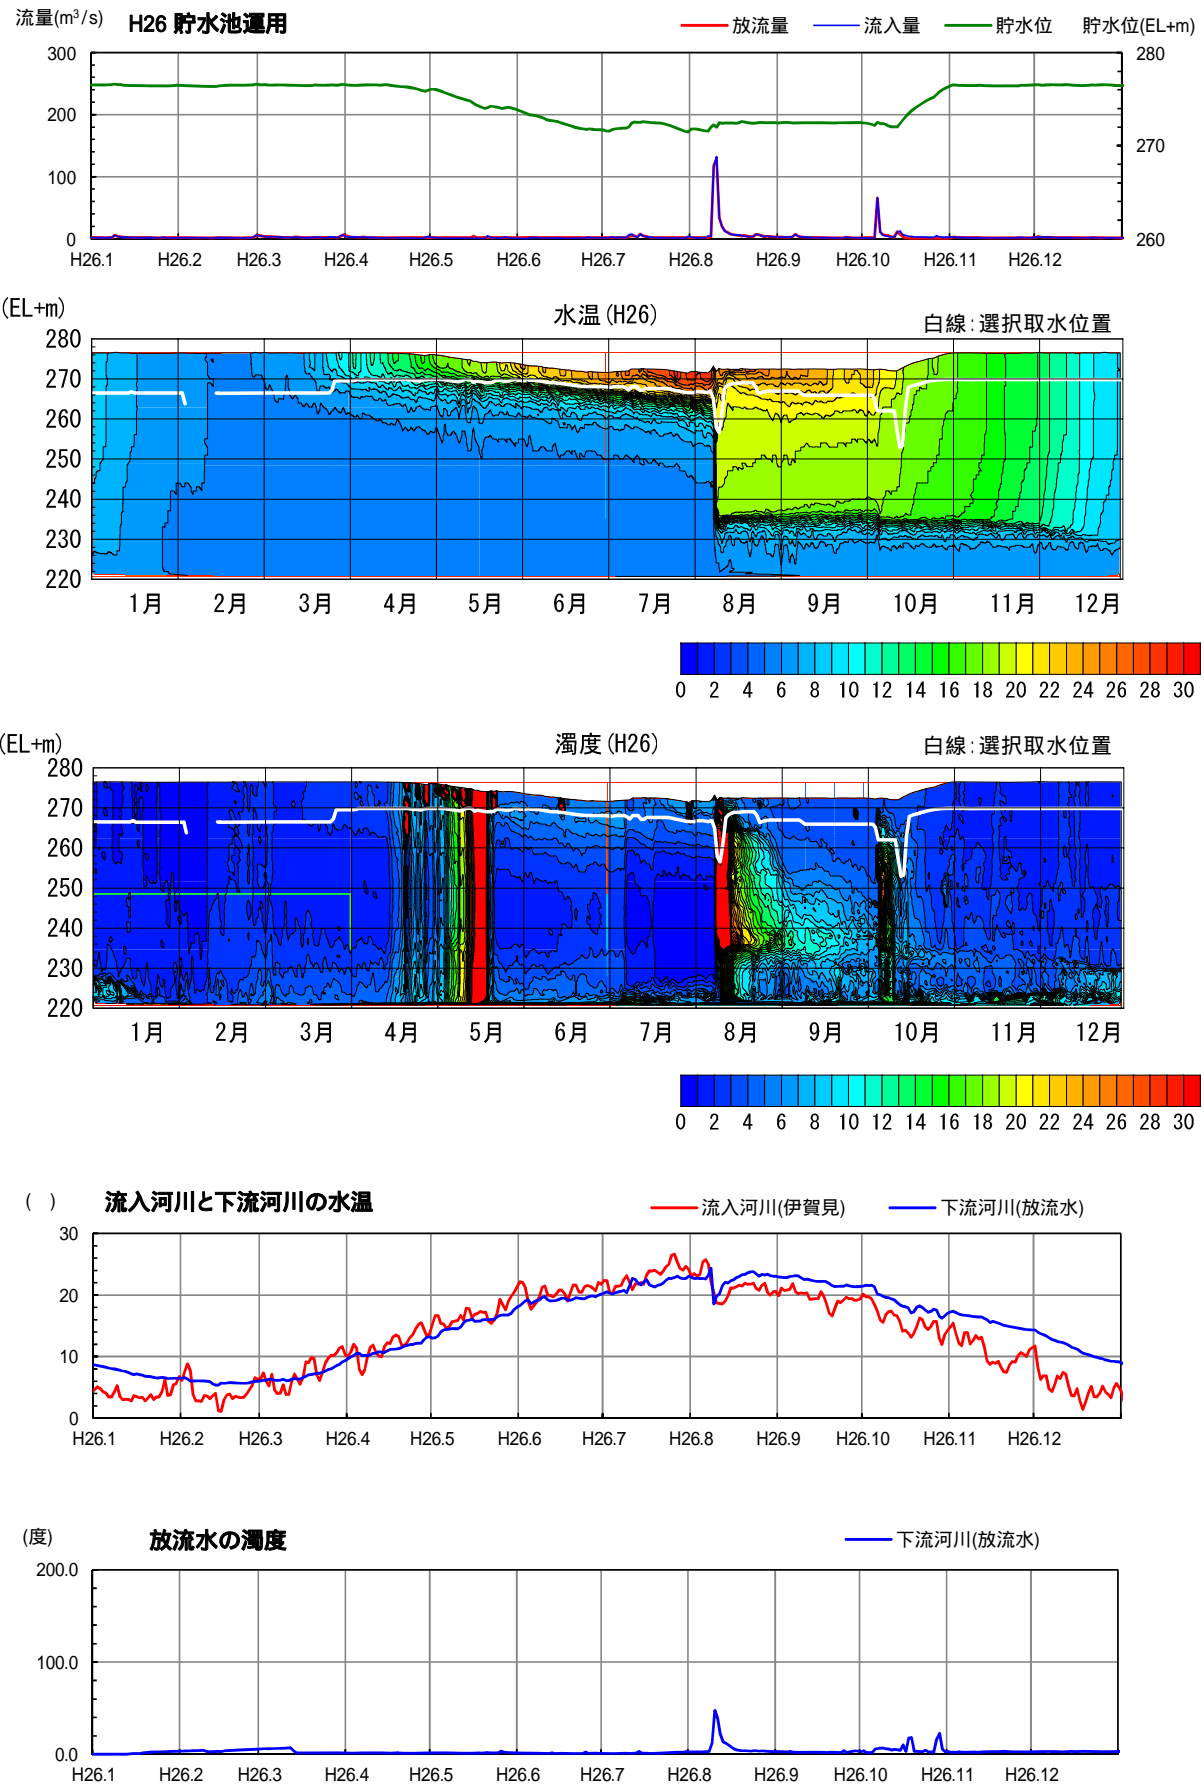 流量(m³/s) H26 貯水池運用 放流量 流入量 貯水位 貯水位(EL+m)
300 280
200
270
100
0 260
H26.1 H26.2 H26.3 H26.4 H26.5 H26.6 H26.7 H26.8 H26.9 H26.10 H26.11 H26.12
(EL+m) 水温(H26) 白線:選択取水位置
280
270
260
250
240
230
220
1月 2月 3月 4月 5月 6月 7月 8月 9月 10月 11月 12月
0 2 4 6 8 10 12 14 16 18 20 22 24 26 28 30
(EL+m) 濁度(H26) 白線:選択取水位置
280
270
260
250
240
230
220
1月 2月 3月 4月 5月 6月 7月 8月 9月 10月 11月 12月
0 2 4 6 8 10 12 14 16 18 20 22 24 26 28 30
( ) 流入河川と下流河川の水温 流入河川(伊賀見) 下流河川(放流水)
30
20
10
0
H26.1 H26.2 H26.3 H26.4 H26.5 H26.6 H26.7 H26.8 H26.9 H26.10 H26.11 H26.12
(度) 放流水の濁度 下流河川(放流水)
200.0
100.0
0.0
H26.1 H26.2 H26.3 H26.4 H26.5 H26.6 H26.7 H26.8 H26.9 H26.10 H26.11 H26.12